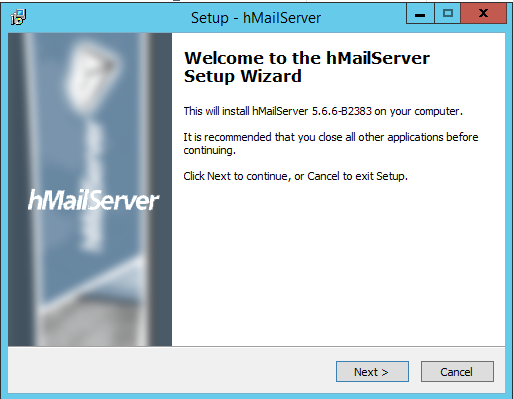 Setup - hMailServer
Welcome to the hMailServer
Setup Wizard
This will install hMailServer 5.6.6-B2383 on your computer.
It is recommended that you close all other applications before
continuing.
Click Next to continue, or Cancel to exit Setup.
hMailServer
Next >
Cancel